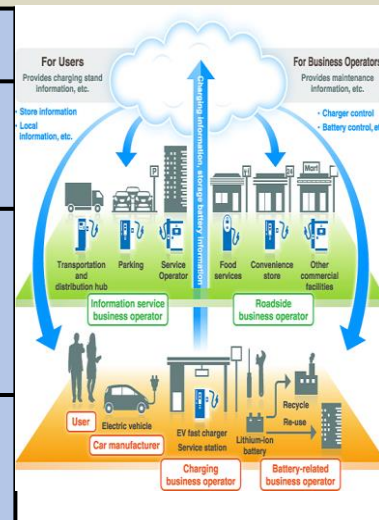 For Users
Provides charging stand
information, etc.
For Business Operators
Provides maintenance
information, etc.
Store information
Local
information, etc.
Charger control
Battery control, et
Charging information, storage battery information
P
24
Mart
Transportation
and
distribution hub
Parking
Service
Operator
Food
services
Convenience
store
Other
commercial
facilities
Information service
business operator
Roadside
business operator
User
Electric vehicle
Car manufacturer
EV fast charger
Service station
Lithium-ion
battery
Recycle
Re-use
Charging
business operator
Battery-related
business operator